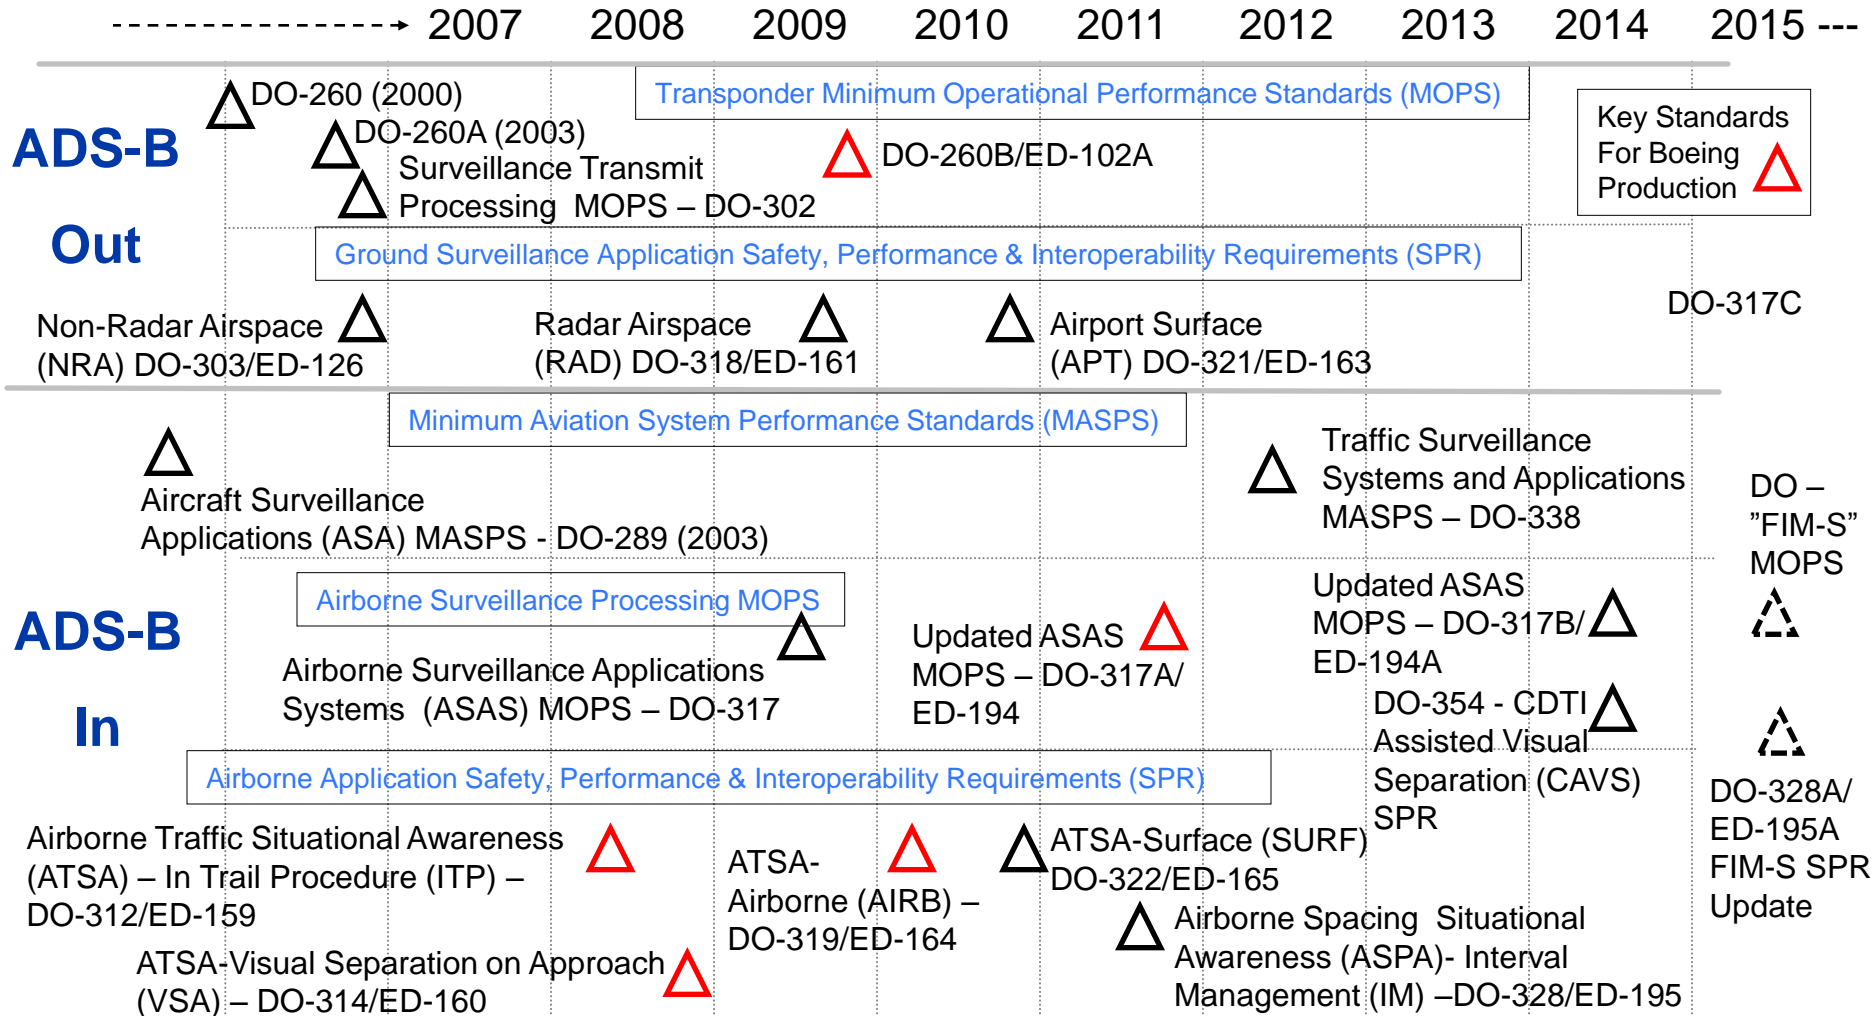 2007 2008 2009 2010 2011 2012 2013 2014 2015 ---
ADS-B
Out
DO-260 (2000)
DO-260A (2003)
Surveillance Transmit
Processing MOPS – DO-302
Transponder Minimum Operational Performance Standards (MOPS)
DO-260B/ED-102A
Key Standards
For Boeing
Production
Ground Surveillance Application Safety, Performance & Interoperability Requirements (SPR)
Non-Radar Airspace
(NRA) DO-303/ED-126
Radar Airspace
(RAD) DO-318/ED-161
Airport Surface
(APT) DO-321/ED-163
DO-317C
ADS-B
In
Minimum Aviation System Performance Standards (MASPS)
Aircraft Surveillance
Applications (ASA) MASPS - DO-289 (2003)
Traffic Surveillance
Systems and Applications
MASPS – DO-338
DO –
”FIM-S”
MOPS
Airborne Surveillance Processing MOPS
Airborne Surveillance Applications
Systems (ASAS) MOPS – DO-317
Updated ASAS
MOPS – DO-317A/
ED-194
Updated ASAS
MOPS – DO-317B/
ED-194A
DO-354 - CDTI
Assisted Visual
Separation (CAVS)
SPR
DO-328A/
ED-195A
FIM-S SPR
Update
Airborne Application Safety, Performance & Interoperability Requirements (SPR)
Airborne Traffic Situational Awareness
(ATSA) – In Trail Procedure (ITP) –
DO-312/ED-159
ATSA-Visual Separation on Approach
(VSA) – DO-314/ED-160
ATSA-
Airborne (AIRB) –
DO-319/ED-164
ATSA-Surface (SURF)
DO-322/ED-165
Airborne Spacing Situational
Awareness (ASPA)- Interval
Management (IM) –DO-328/ED-195